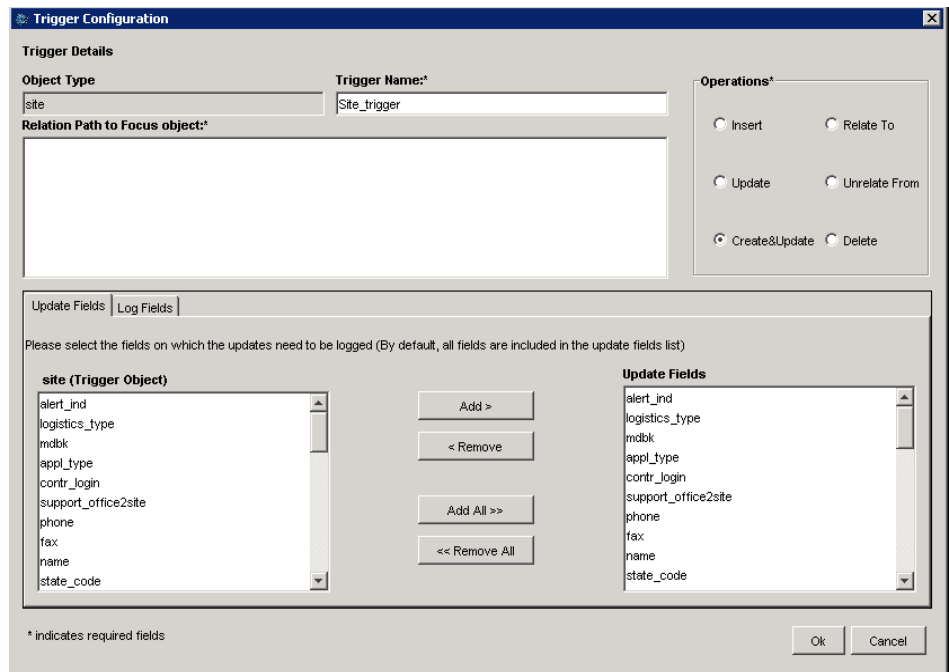 Trigger Configuration
Trigger Details
Object Type
Trigger Name:*
site
Site_trigger
Relation Path to Focus object:*
Operations*
Insert
Relate To
Update
Unrelate From
Create&Update
Delete
Update Fields
Log Fields
Please select the fields on which the updates need to be logged (By default, all fields are included in the update fields list)
site (Trigger Object)
alert_ind
logistics_type
mdbk
appl_type
contr_login
support_office2site
phone
fax
name
state_code
Add >
< Remove
Add All >>
<< Remove All
Update Fields
alert_ind
logistics_type
mdbk
appl_type
contr_login
support_office2site
phone
fax
name
state_code
* indicates required fields
Ok
Cancel